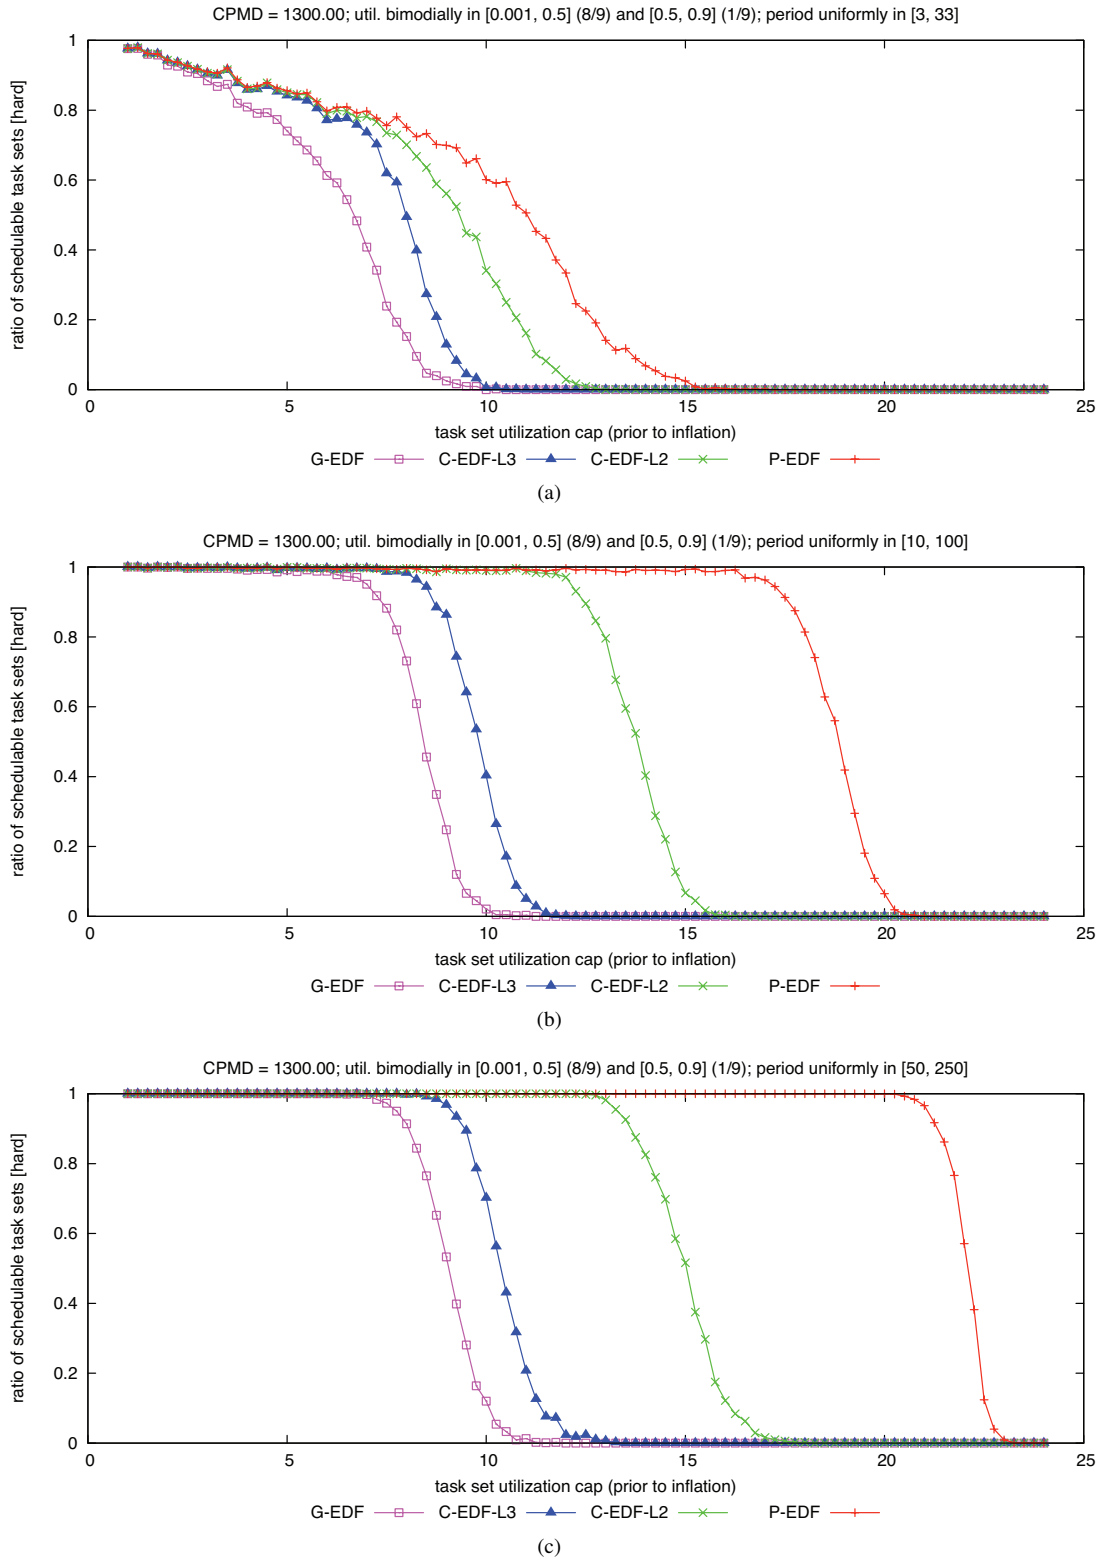 CPMD = 1300.00; util. bimodially in [0.001, 0.5] (8/9) and [0.5, 0.9] (1/9); period uniformly in [3, 33]
ratio of schedulable task sets [hard]
1
0.8
0.6
0.4
0.2
0
0 5 10 15 20 25
task set utilization cap (prior to inflation)
G-EDF C-EDF-L3 C-EDF-L2 P-EDF
(a)
CPMD = 1300.00; util. bimodially in [0.001, 0.5] (8/9) and [0.5, 0.9] (1/9); period uniformly in [10, 100]
ratio of schedulable task sets [hard]
1
0.8
0.6
0.4
0.2
0
0 5 10 15 20 25
task set utilization cap (prior to inflation)
G-EDF C-EDF-L3 C-EDF-L2 P-EDF
(b)
CPMD = 1300.00; util. bimodially in [0.001, 0.5] (8/9) and [0.5, 0.9] (1/9); period uniformly in [50, 250]
ratio of schedulable task sets [hard]
1
0.8
0.6
0.4
0.2
0
0 5 10 15 20 25
task set utilization cap (prior to inflation)
G-EDF C-EDF-L3 C-EDF-L2 P-EDF
(c)